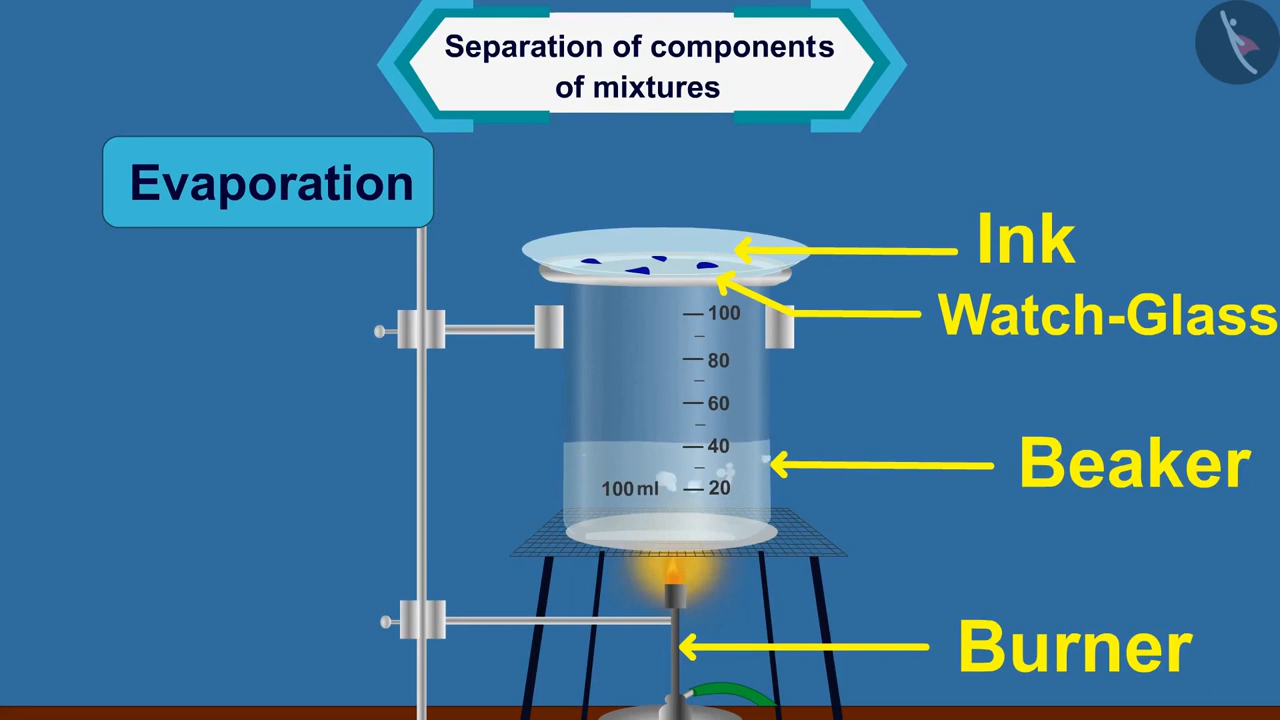 Separation of components
of mixtures
Evaporation
Ink
Watch-Glass
100
80
60
40
100 ml
20
Beaker
Burner